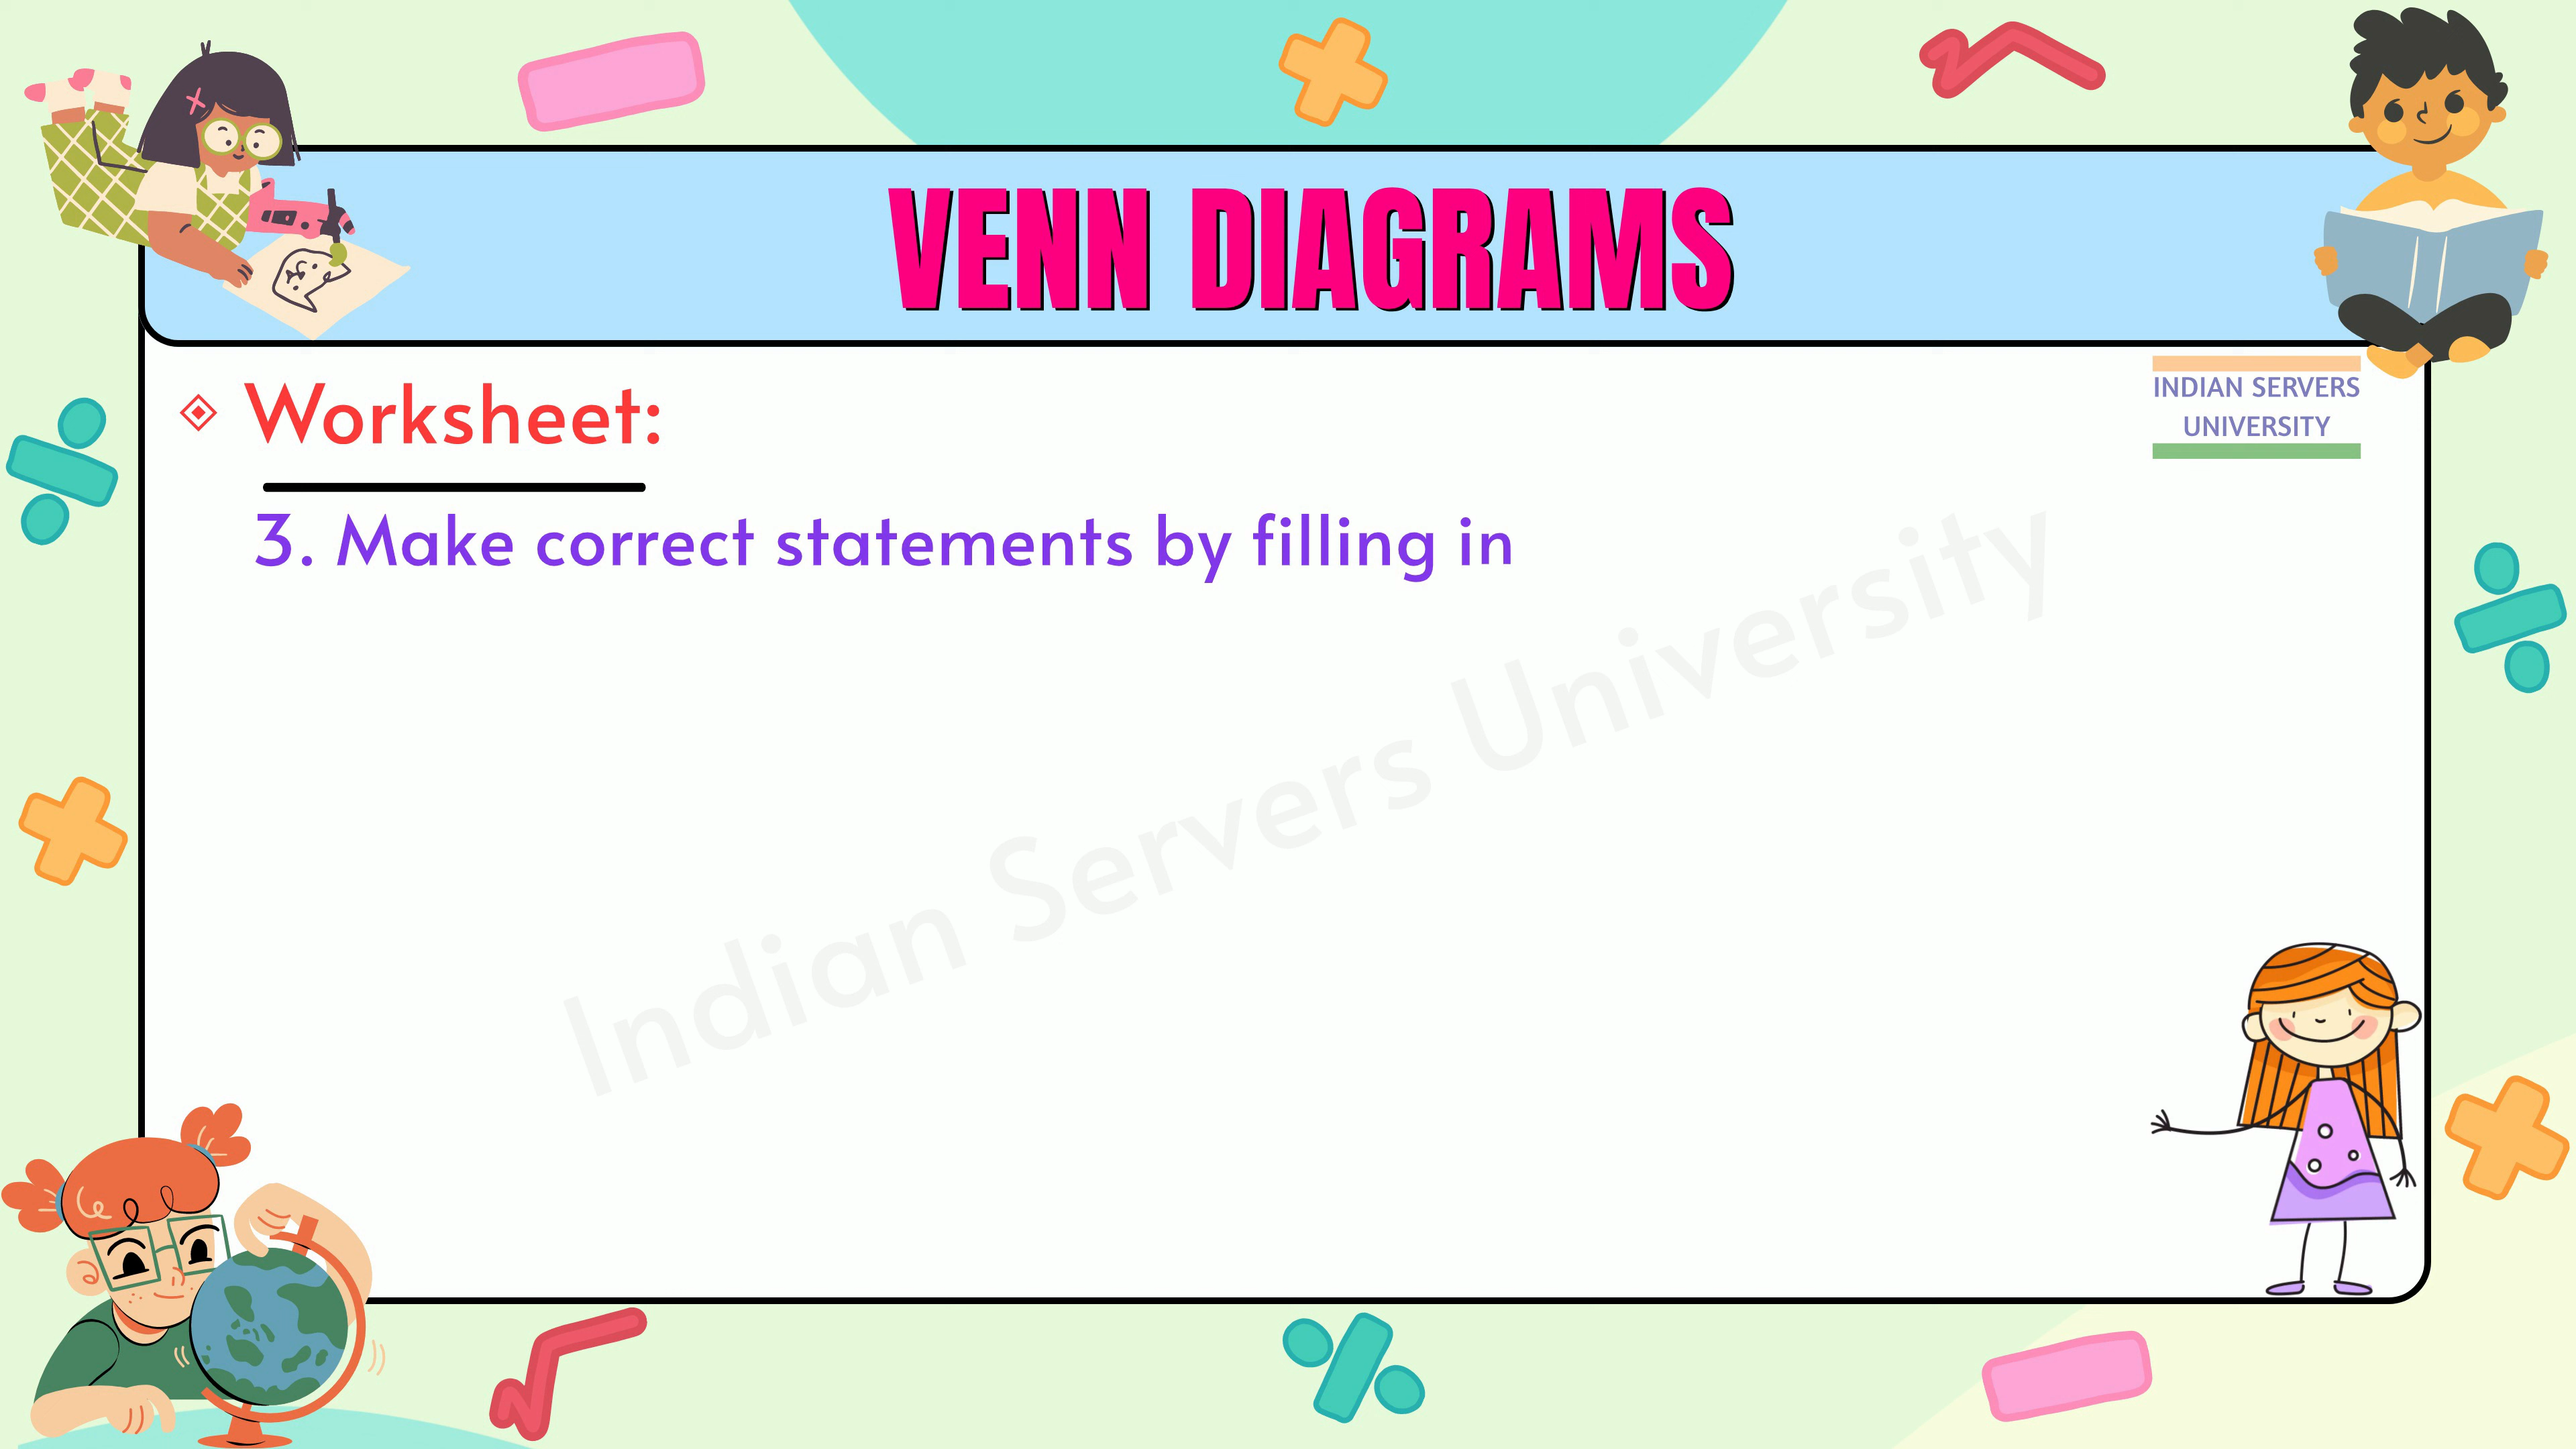 VENN DIAGRAMS
Worksheet:
INDIAN SERVERS
UNIVERSITY
3. Make correct statements by filling in
Indian Servers University